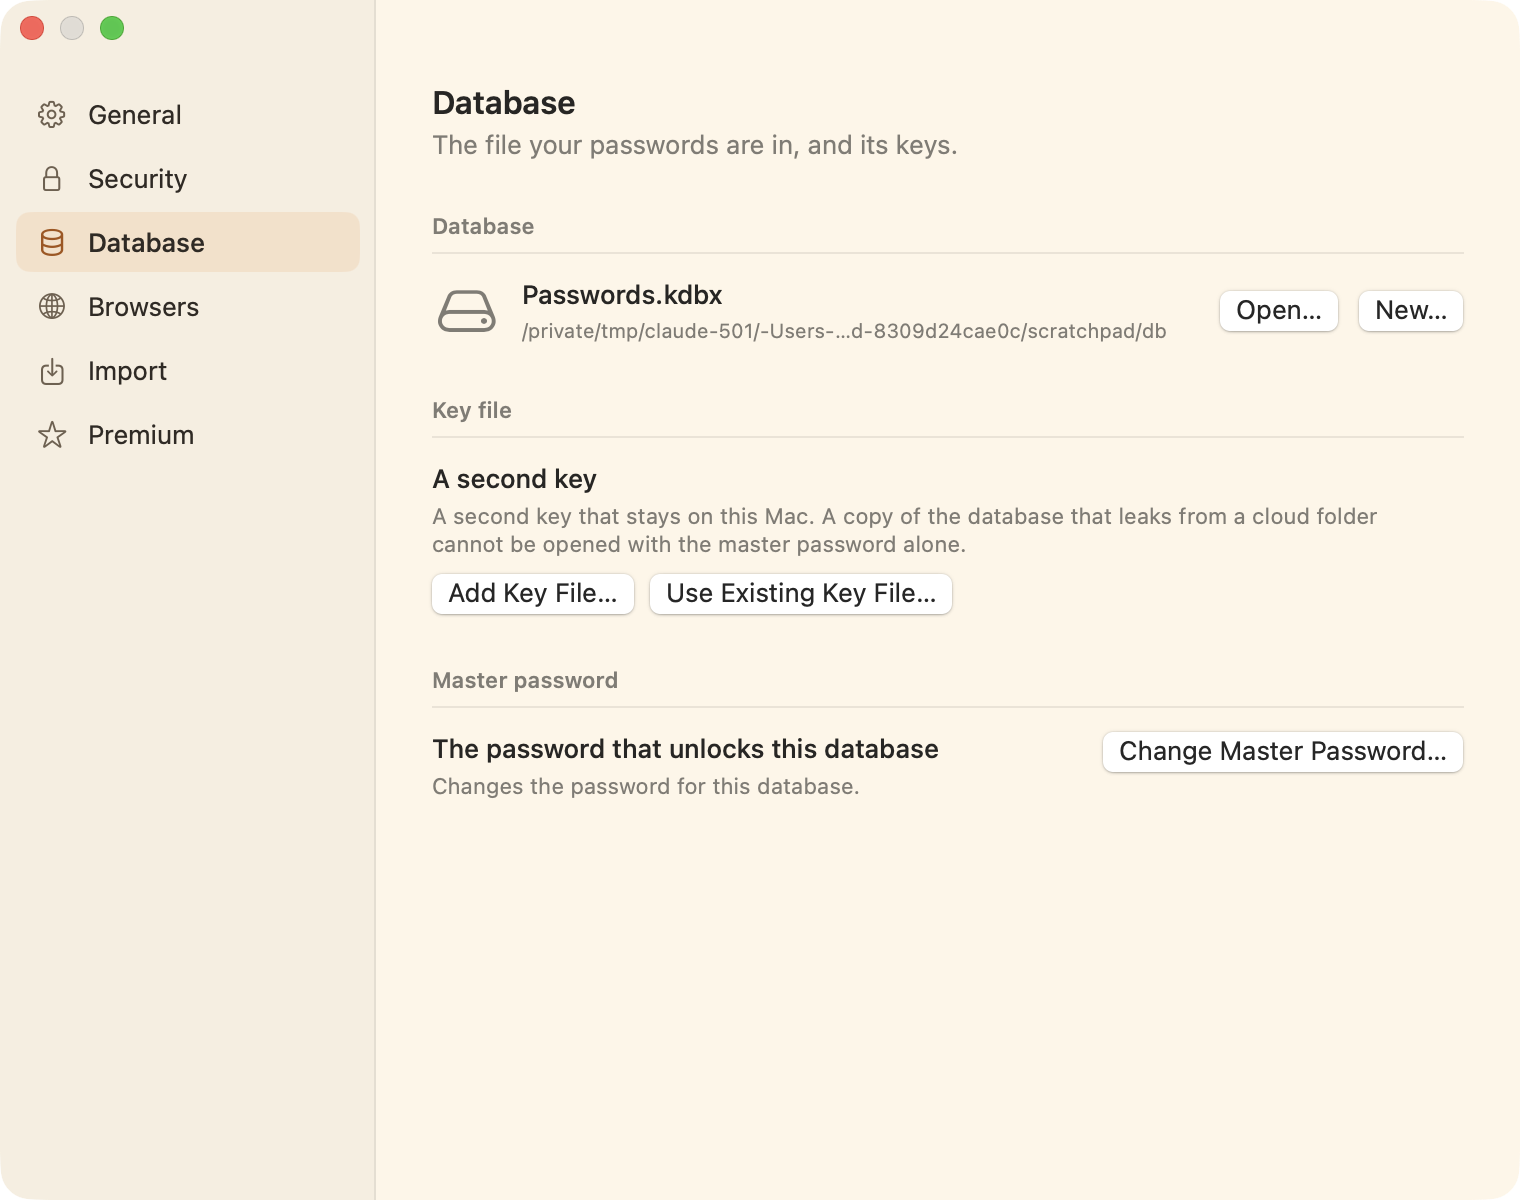 General
Security
Database
Browsers
Import
Premium
Database
The file your passwords are in, and its keys.
Database
Passwords.kdbx
/private/tmp/claude-501/-Users-...d-8309d24cae0c/scratchpad/db
Open...
New...
Key file
A second key
A second key that stays on this Mac. A copy of the database that leaks from a cloud folder
cannot be opened with the master password alone.
Add Key File...
Use Existing Key File...
Master password
The password that unlocks this database
Changes the password for this database.
Change Master Password...